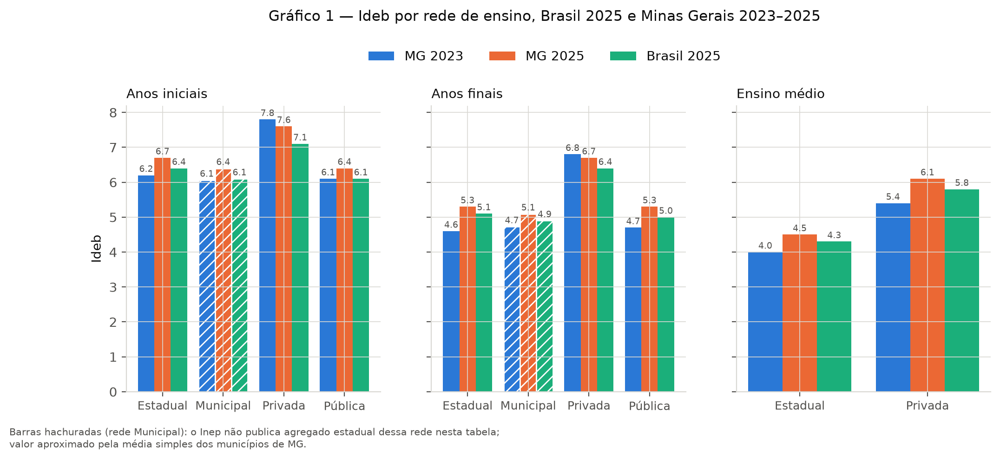 Gráfico 1 — Ideb por rede de ensino, Brasil 2025 e Minas Gerais 2023–2025
MG 2023 MG 2025 Brasil 2025
Anos iniciais
Ideb
8
7
6
5
4
3
2
1
0
6.2 6.7 6.4
6.1 6.4 6.1
7.8 7.6 7.1
6.1 6.4 6.1
Estadual Municipal Privada Pública
Anos finais
4.6 5.3 5.1
4.7 5.1 4.9
6.8 6.7 6.4
4.7 5.3 5.0
Estadual Municipal Privada Pública
Ensino médio
4.0 4.5 4.3
5.4 6.1 5.8
Estadual Privada
Barras hachuradas (rede Municipal): o Inep não publica agregado estadual dessa rede nesta tabela;
valor aproximado pela média simples dos municípios de MG.